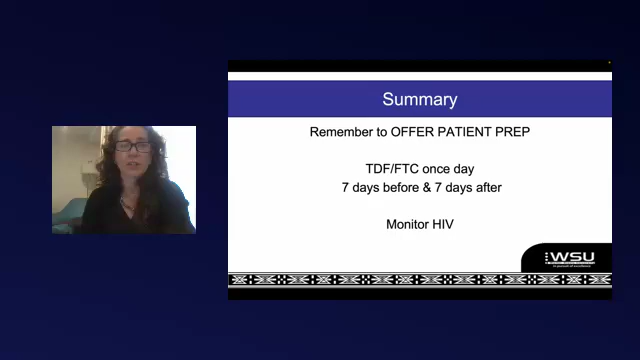 Summary
Remember to OFFER PATIENT PREP
TDF/FTC once day
7 days before & 7 days after
Monitor HIV
WSU